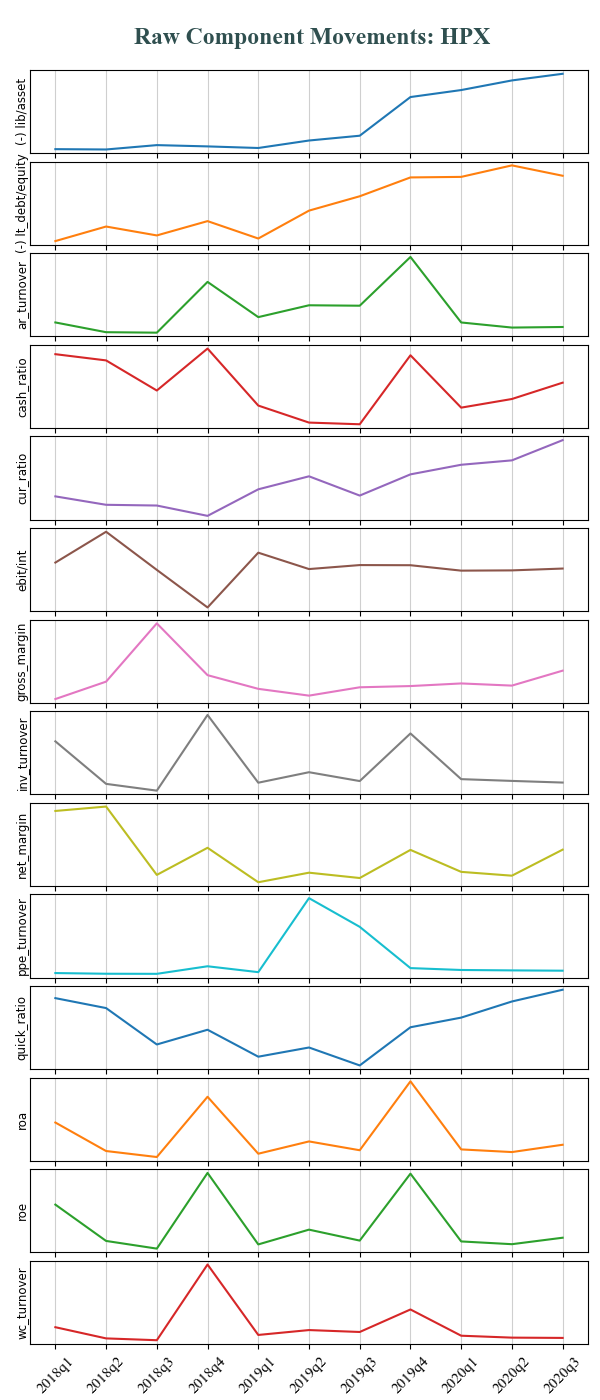 Raw Component Movements: HPX
(-) lib/asset
(-) lt_debt/equity
ar_turnover
cash_ratio
cur_ratio
ebit/int
gross_margin
inv_turnover
net_margin
ppe_turnover
quick_ratio
roa
roe
wc_turnover
2018q1 2018q2 2018q3 2018q4 2019q1 2019q2 2019q3 2019q4 2020q1 2020q2 2020q3